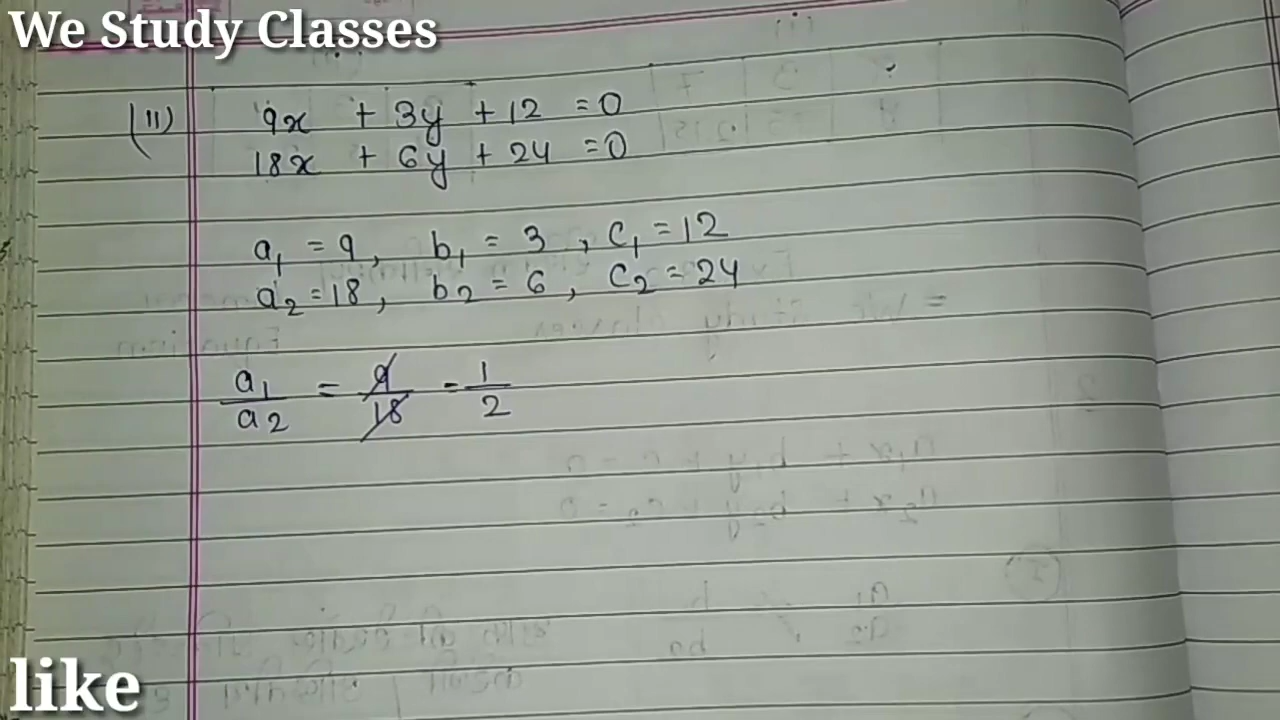 We Study Classes
(11) 9x + 3y + 12 = 0
18x + 6y + 24 = 0
a₁ = 9, b₁ = 3, c₁ = 12
a₂ = 18, b₂ = 6, c₂ = 24
a₁/a₂ = 9/18 = 1/2
like